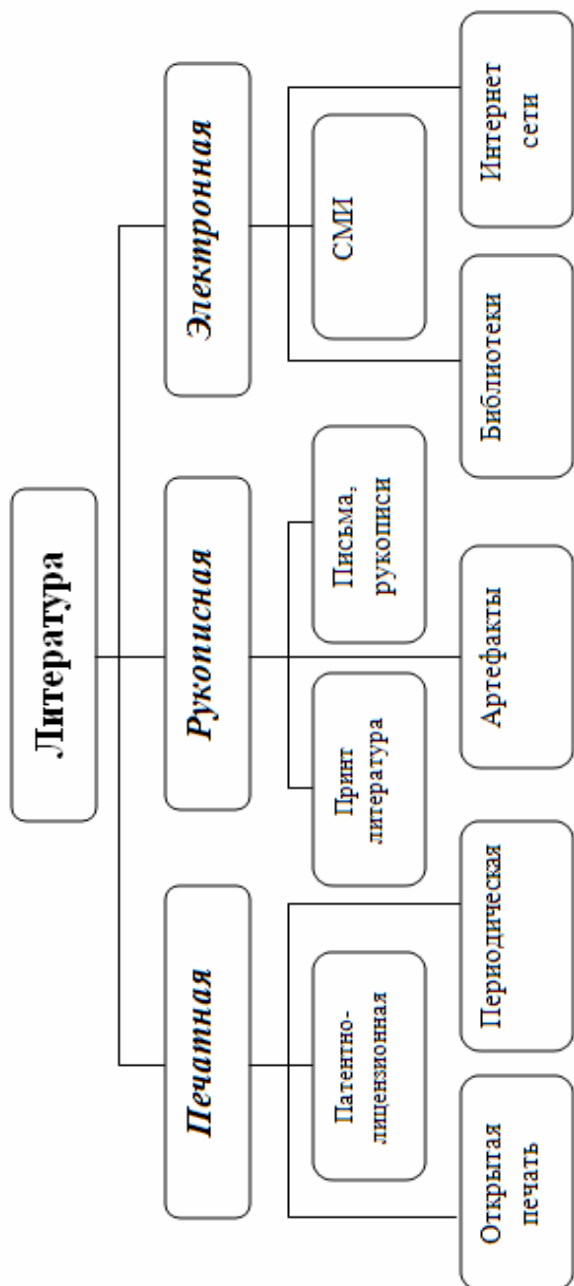 Литература
Печатная
Рукописная
Электронная
Патентно-
лицензионная
Принт
литература
Письма,
рукописи
СМИ
Открытая
печать
Периодическая
Артефакты
Библиотеки
Интернет
сети